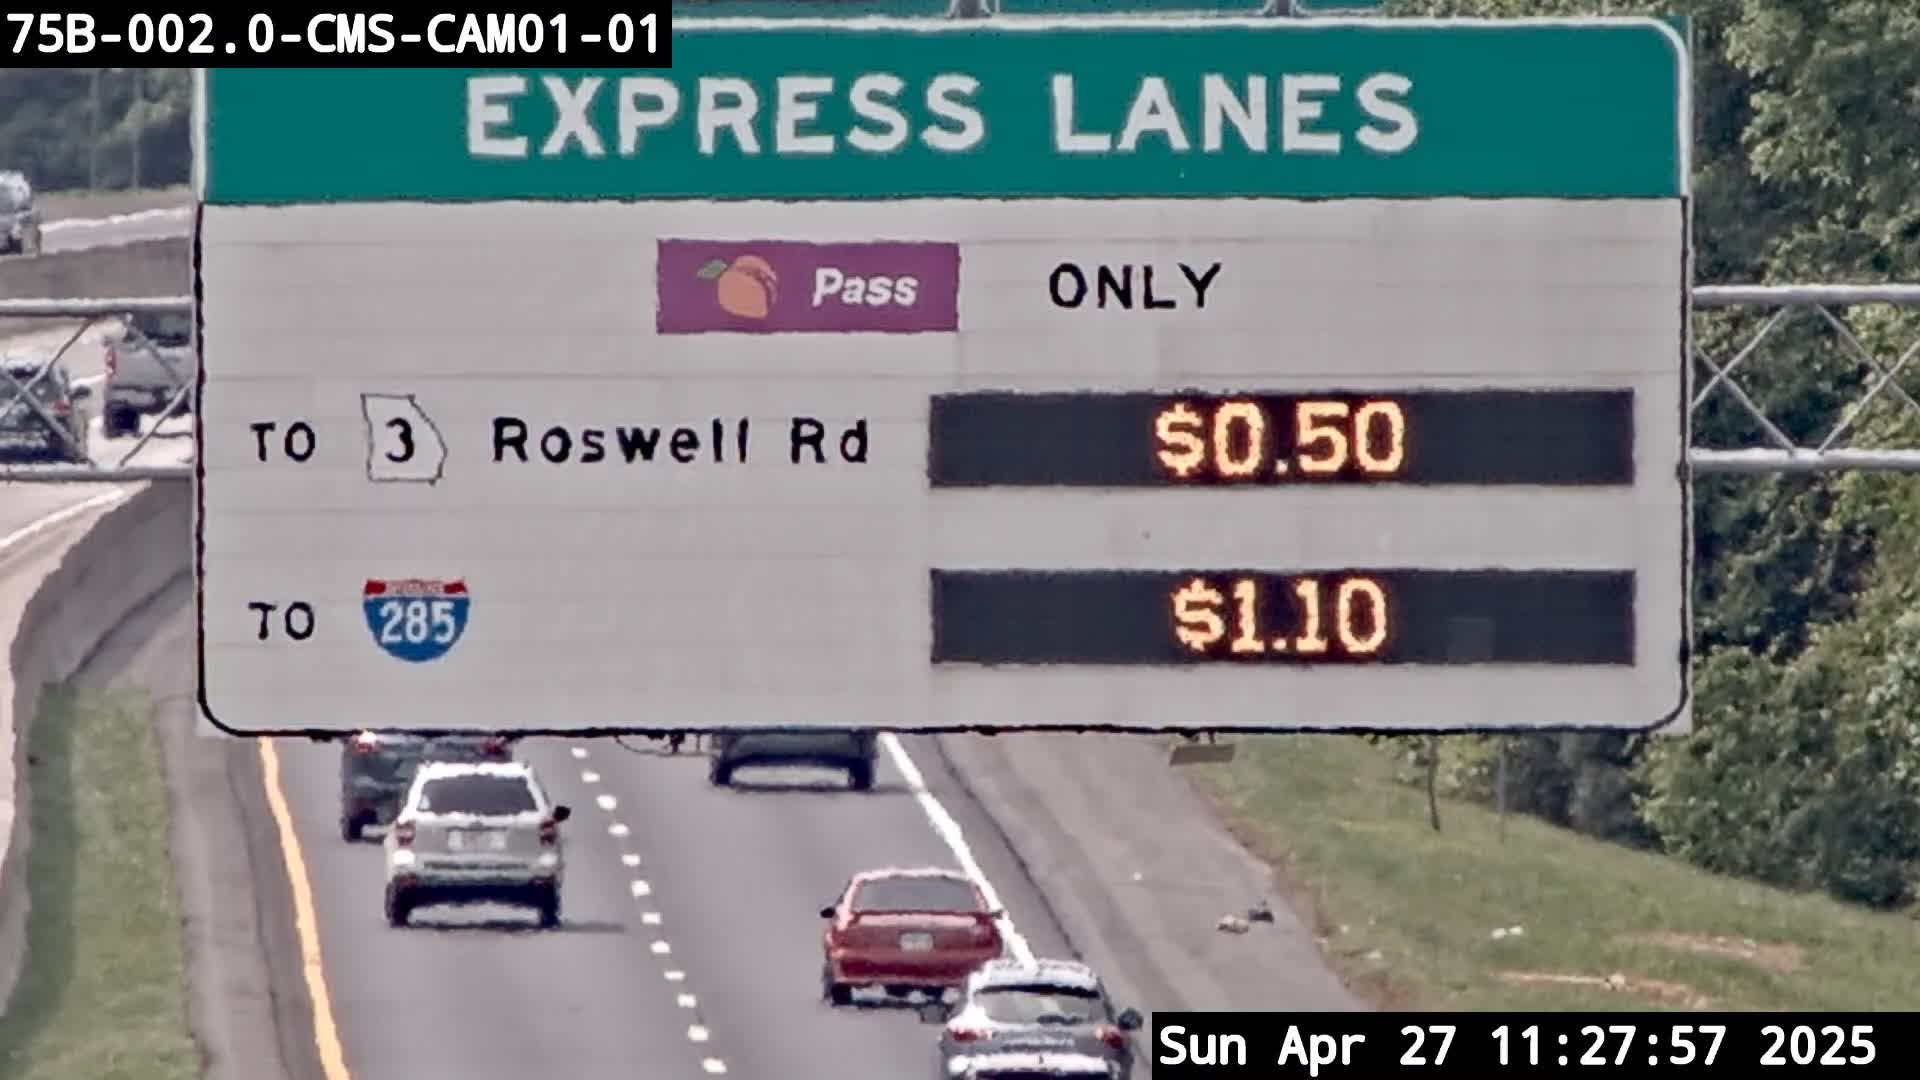 75B-002.0-CMS-CAM01-01
EXPRESS LANES
Pass ONLY
TO 3 Roswell Rd $0.50
TO 285 $1.10
Sun Apr 27 11:27:57 2025